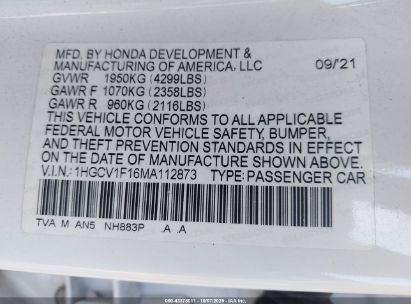 MFD. BY HONDA DEVELOPMENT &
MANUFACTURING OF AMERICA, LLC 09/21
GVWR 1950KG (4299LBS)
GAWR F 1070KG (2358LBS)
GAWR R 960KG (2116LBS)
THIS VEHICLE CONFORMS TO ALL APPLICABLE
FEDERAL MOTOR VEHICLE SAFETY, BUMPER,
AND THEFT PREVENTION STANDARDS IN EFFECT
ON THE DATE OF MANUFACTURE SHOWN ABOVE.
V.I.N.: 1HGCV1F16MA112873 TYPE: PASSENGER CAR
TVA M AN5 NH883P .A .A